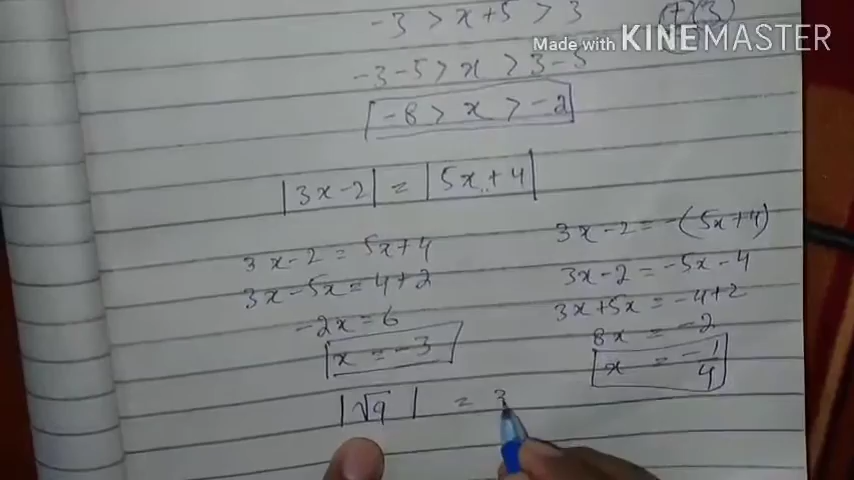 -3 > x+5 > 3
Made with KINEMASTER
-3-5 > x > 3-5
-8 > x > -2
|3x-2| = |5x+4|
3x-2 = 5x+4
3x-5x = 4+2
-2x = 6
x = -3
3x-2 = -(5x+4)
3x-2 = -5x-4
3x+5x = -4+2
8x = -2
x = -1/4
|√9| = 3